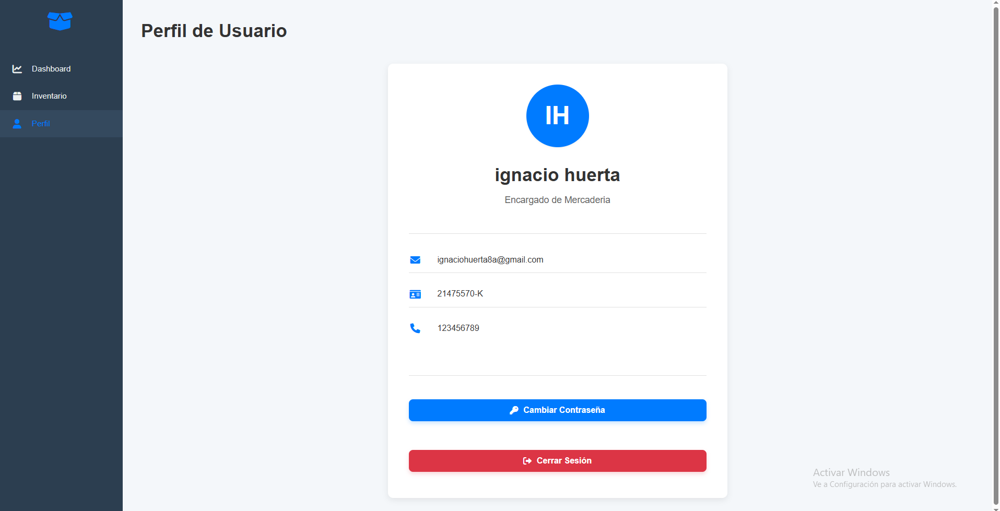 Perfil de Usuario
Dashboard
Inventario
Perfil
IH
ignacio huerta
Encargado de Mercaderia
ignaciohuerta8a@gmail.com
21475570-K
123456789
Cambiar Contraseña
Cerrar Sesión
Activar Windows
Ve a Configuración para activar Windows.